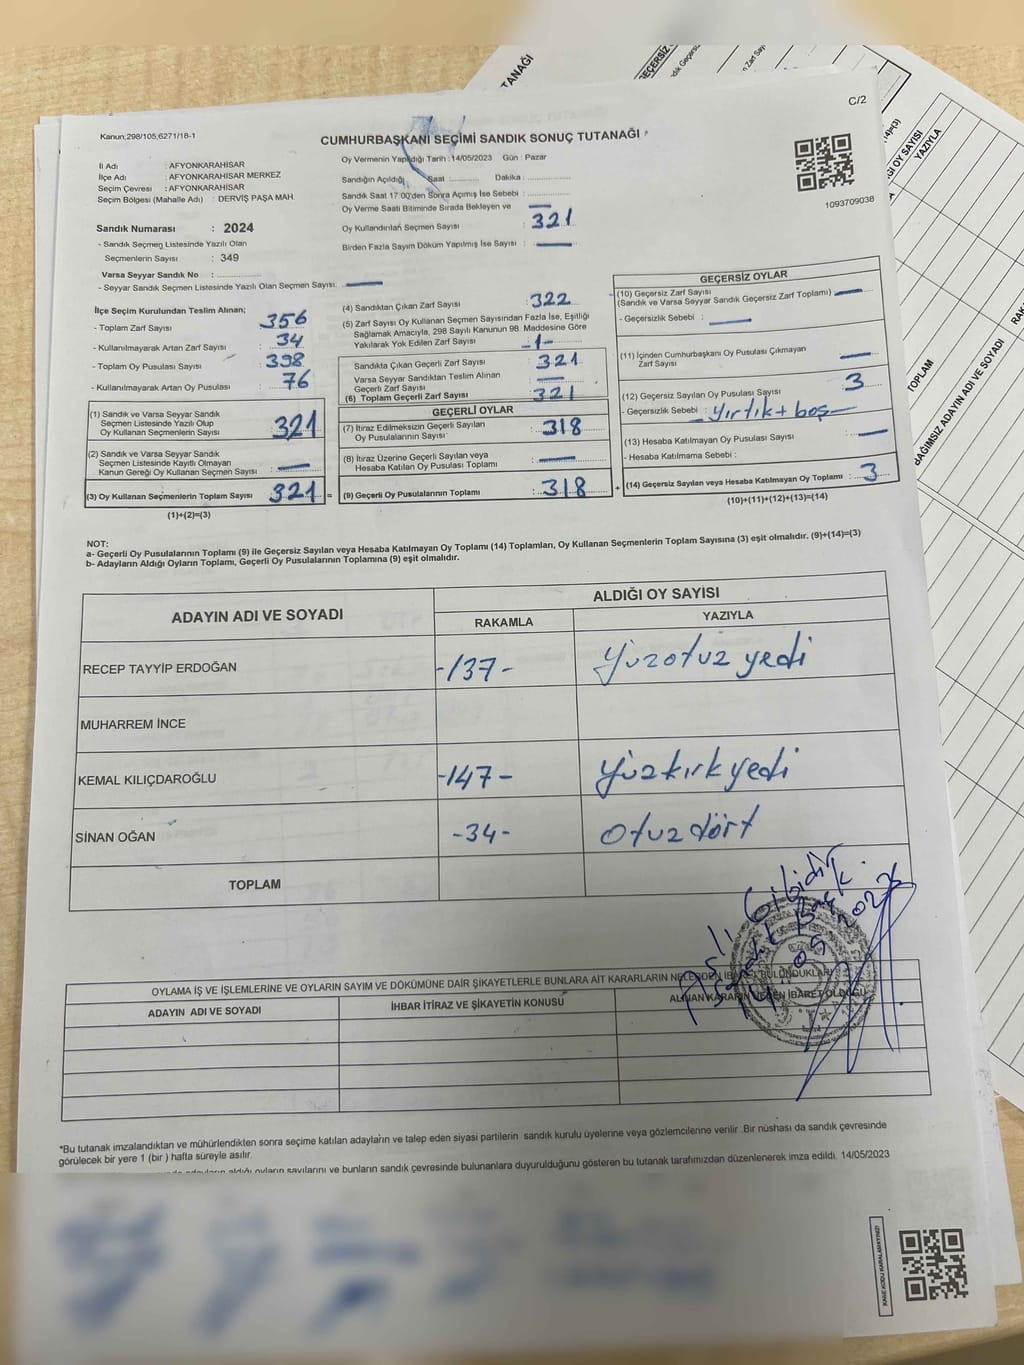 TANAĞI
C/2
Kanun;298/105;6271/18-1
CUMHURBAŞKANI SEÇİMİ SANDIK SONUÇ TUTANAĞI
İl Adı : AFYONKARAHİSAR
İlçe Adı : AFYONKARAHİSAR MERKEZ
Seçim Çevresi : AFYONKARAHİSAR
Seçim Bölgesi (Mahalle Adı) : DERVİŞ PAŞA MAH.
Oy Vermenin Yapıldığı Tarih : 14/05/2023 Gün : Pazar
Sandığın Açıldığı Saat : Dakika :
Sandık Saat 17:00'den Sonra Açımış İse Sebebi :
Oy Verme Saati Bitiminde Sırada Bekleyen ve
Oy Kullandırılan Seçmen Sayısı : 321
Birden Fazla Sayım Döküm Yapılmış İse Sayısı : —
1093709038
Sandık Numarası : 2024
- Sandık Seçmen Listesinde Yazılı Olan
Seçmenlerin Sayısı : 349
Varsa Seyyar Sandık No :
- Seyyar Sandık Seçmen Listesinde Yazılı Olan Seçmen Sayısı: —
İlçe Seçim Kurulundan Teslim Alınan;
- Toplam Zarf Sayısı : 356
- Kullanılmayarak Artan Zarf Sayısı : 34
- Toplam Oy Pusulası Sayısı : 398
- Kullanılmayarak Artan Oy Pusulası : 76
(1) Sandık ve Varsa Seyyar Sandık
Seçmen Listesinde Yazılı Olup
Oy Kullanan Seçmenlerin Sayısı : 321
(2) Sandık ve Varsa Seyyar Sandık
Seçmen Listesinde Kayıtlı Olmayan
Kanun Gereği Oy Kullanan Seçmen Sayısı : —
(3) Oy Kullanan Seçmenlerin Toplam Sayısı : 321 =
(1)+(2)=(3)
(4) Sandıktan Çıkan Zarf Sayısı : 322
(5) Zarf Sayısı Oy Kullanan Seçmen Sayısından Fazla İse, Eşitliği
Sağlamak Amacıyla, 298 Sayılı Kanunun 98. Maddesine Göre
Yakılarak Yok Edilen Zarf Sayısı : -1-
Sandıkta Çıkan Geçerli Zarf Sayısı : 321
Varsa Seyyar Sandıktan Teslim Alınan
Geçerli Zarf Sayısı : —
(6) Toplam Geçerli Zarf Sayısı : 321
GEÇERLİ OYLAR
(7) İtiraz Edilmeksizin Geçerli Sayılan
Oy Pusulalarının Sayısı : 318
(8) İtiraz Üzerine Geçerli Sayılan veya
Hesaba Katılan Oy Pusulası Toplamı : —
(9) Geçerli Oy Pusulalarının Toplamı : 318 +
GEÇERSİZ OYLAR
(10) Geçersiz Zarf Sayısı
(Sandık ve Varsa Seyyar Sandık Geçersiz Zarf Toplamı) : —
- Geçersizlik Sebebi : —
(11) İçinden Cumhurbaşkanı Oy Pusulası Çıkmayan
Zarf Sayısı : —
(12) Geçersiz Sayılan Oy Pusulası Sayısı : 3
- Geçersizlik Sebebi : Yırtık + boş
(13) Hesaba Katılmayan Oy Pusulası Sayısı : —
- Hesaba Katılmama Sebebi :
(14) Geçersiz Sayılan veya Hesaba Katılmayan Oy Toplamı : 3
(10)+(11)+(12)+(13)=(14)
NOT:
a- Geçerli Oy Pusulalarının Toplamı (9) ile Geçersiz Sayılan veya Hesaba Katılmayan Oy Toplamı (14) Toplamları, Oy Kullanan Seçmenlerin Toplam Sayısına (3) eşit olmalıdır. (9)+(14)=(3)
b- Adayların Aldığı Oyların Toplamı, Geçerli Oy Pusulalarının Toplamına (9) eşit olmalıdır.
ADAYIN ADI VE SOYADI
ALDIĞI OY SAYISI
RAKAMLA YAZIYLA
RECEP TAYYİP ERDOĞAN -137- Yüzotuz yedi
MUHARREM İNCE
KEMAL KILIÇDAROĞLU -147- Yüzkırkyedi
SİNAN OĞAN -34- Otuzdört
TOPLAM
Aslı Gibidir
OYLAMA İŞ VE İŞLEMLERİNE VE OYLARIN SAYIM VE DÖKÜMÜNE DAİR ŞİKAYETLERLE BUNLARA AİT KARARLARIN NELERDEN İBARET BULUNDUKLARI
ADAYIN ADI VE SOYADI İHBAR İTİRAZ VE ŞİKAYETİN KONUSU ALINAN KARARIN NEDEN İBARET OLDUĞU
*Bu tutanak imzalandıktan ve mühürlendikten sonra seçime katılan adayların ve talep eden siyasi partilerin sandık kurulu üyelerine veya gözlemcilerine verilir. Bir nüshası da sandık çevresinde
görülecek bir yere 1 (bir ) hafta süreyle asılır.
adayların aldığı oyların sayılarını ve bunların sandık çevresinde bulunanlara duyurulduğunu gösteren bu tutanak tarafımızdan düzenlenerek imza edildi. 14/05/2023
KARE KODU KARALAMAYINIZ!
OY SAYISI
YAZIYLA
TOPLAM
BAĞIMSIZ ADAYIN ADI VE SOYADI